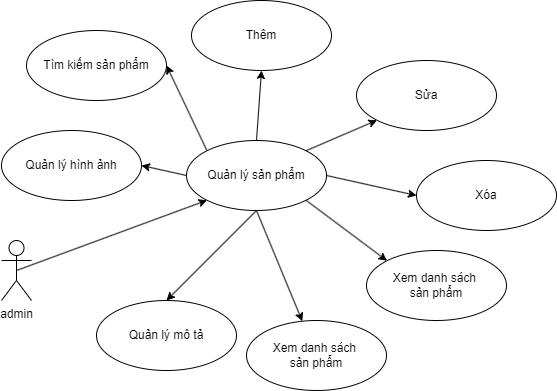 Thêm
Tìm kiếm sản phẩm
Sửa
Quản lý hình ảnh
Quản lý sản phẩm
Xóa
Xem danh sách
sản phẩm
admin
Quản lý mô tả
Xem danh sách
sản phẩm